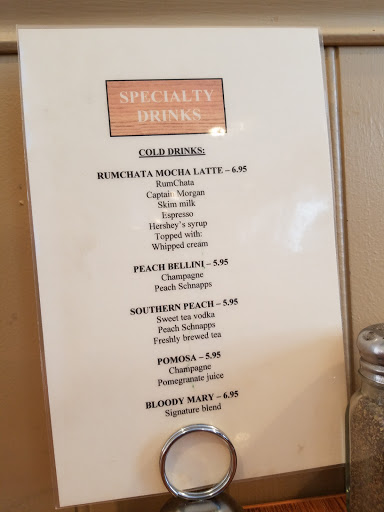 SPECIALTY
DRINKS
COLD DRINKS:
RUMCHATA MOCHA LATTE – 6.95
RumChata
Captain Morgan
Skim milk
Espresso
Hershey's syrup
Topped with:
Whipped cream
PEACH BELLINI – 5.95
Champagne
Peach Schnapps
SOUTHERN PEACH – 5.95
Sweet tea vodka
Peach Schnapps
Freshly brewed tea
POMOSA – 5.95
Champagne
Pomegranate juice
BLOODY MARY – 6.95
Signature blend